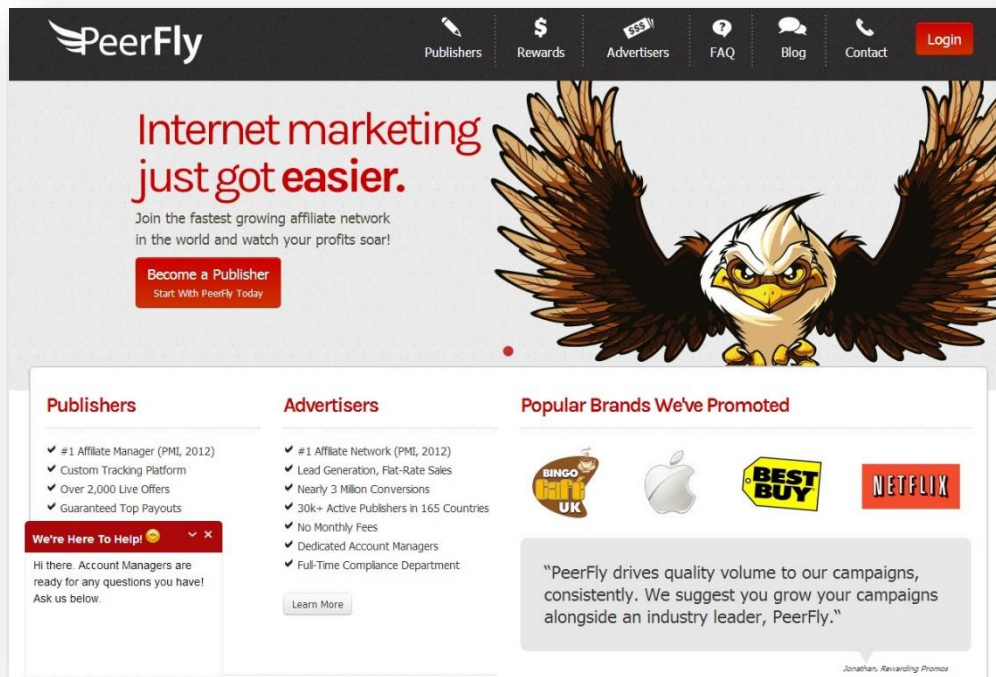 PeerFly
Publishers
Rewards
Advertisers
FAQ
Blog
Contact
Login
Internet marketing
just got easier.
Join the fastest growing affiliate network
in the world and watch your profits soar!
Become a Publisher
Start With PeerFly Today
Publishers
#1 Affiliate Manager (PMI, 2012)
Custom Tracking Platform
Over 2,000 Live Offers
Guaranteed Top Payouts
We're Here To Help!
Hi there. Account Managers are
ready for any questions you have!
Ask us below.
Advertisers
#1 Affiliate Network (PMI, 2012)
Lead Generation, Flat-Rate Sales
Nearly 3 Million Conversions
30k+ Active Publishers in 165 Countries
No Monthly Fees
Dedicated Account Managers
Full-Time Compliance Department
Learn More
Popular Brands We've Promoted
BINGO
Café
UK
BEST
BUY
NETFLIX
"PeerFly drives quality volume to our campaigns,
consistently. We suggest you grow your campaigns
alongside an industry leader, PeerFly."
Jonathan, Rewarding Promos